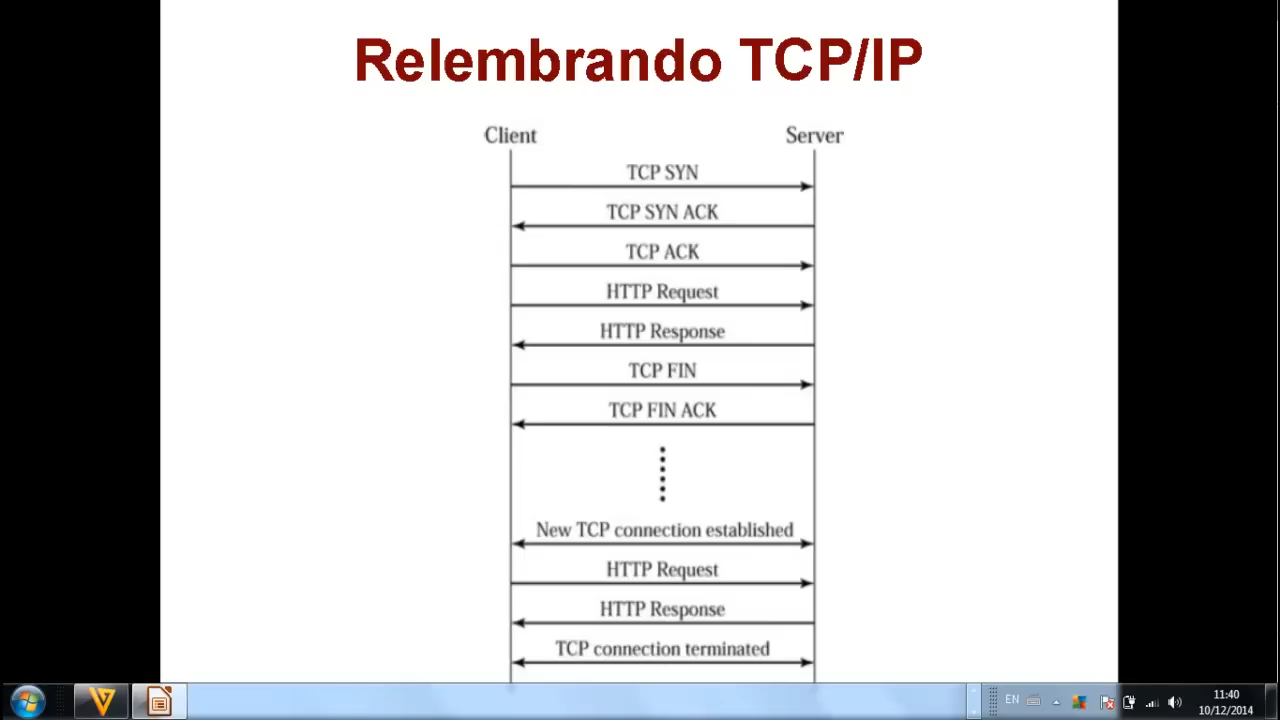 Relembrando TCP/IP
Client
Server
TCP SYN
TCP SYN ACK
TCP ACK
HTTP Request
HTTP Response
TCP FIN
TCP FIN ACK
New TCP connection established
HTTP Request
HTTP Response
TCP connection terminated
EN
11:40
10/12/2014